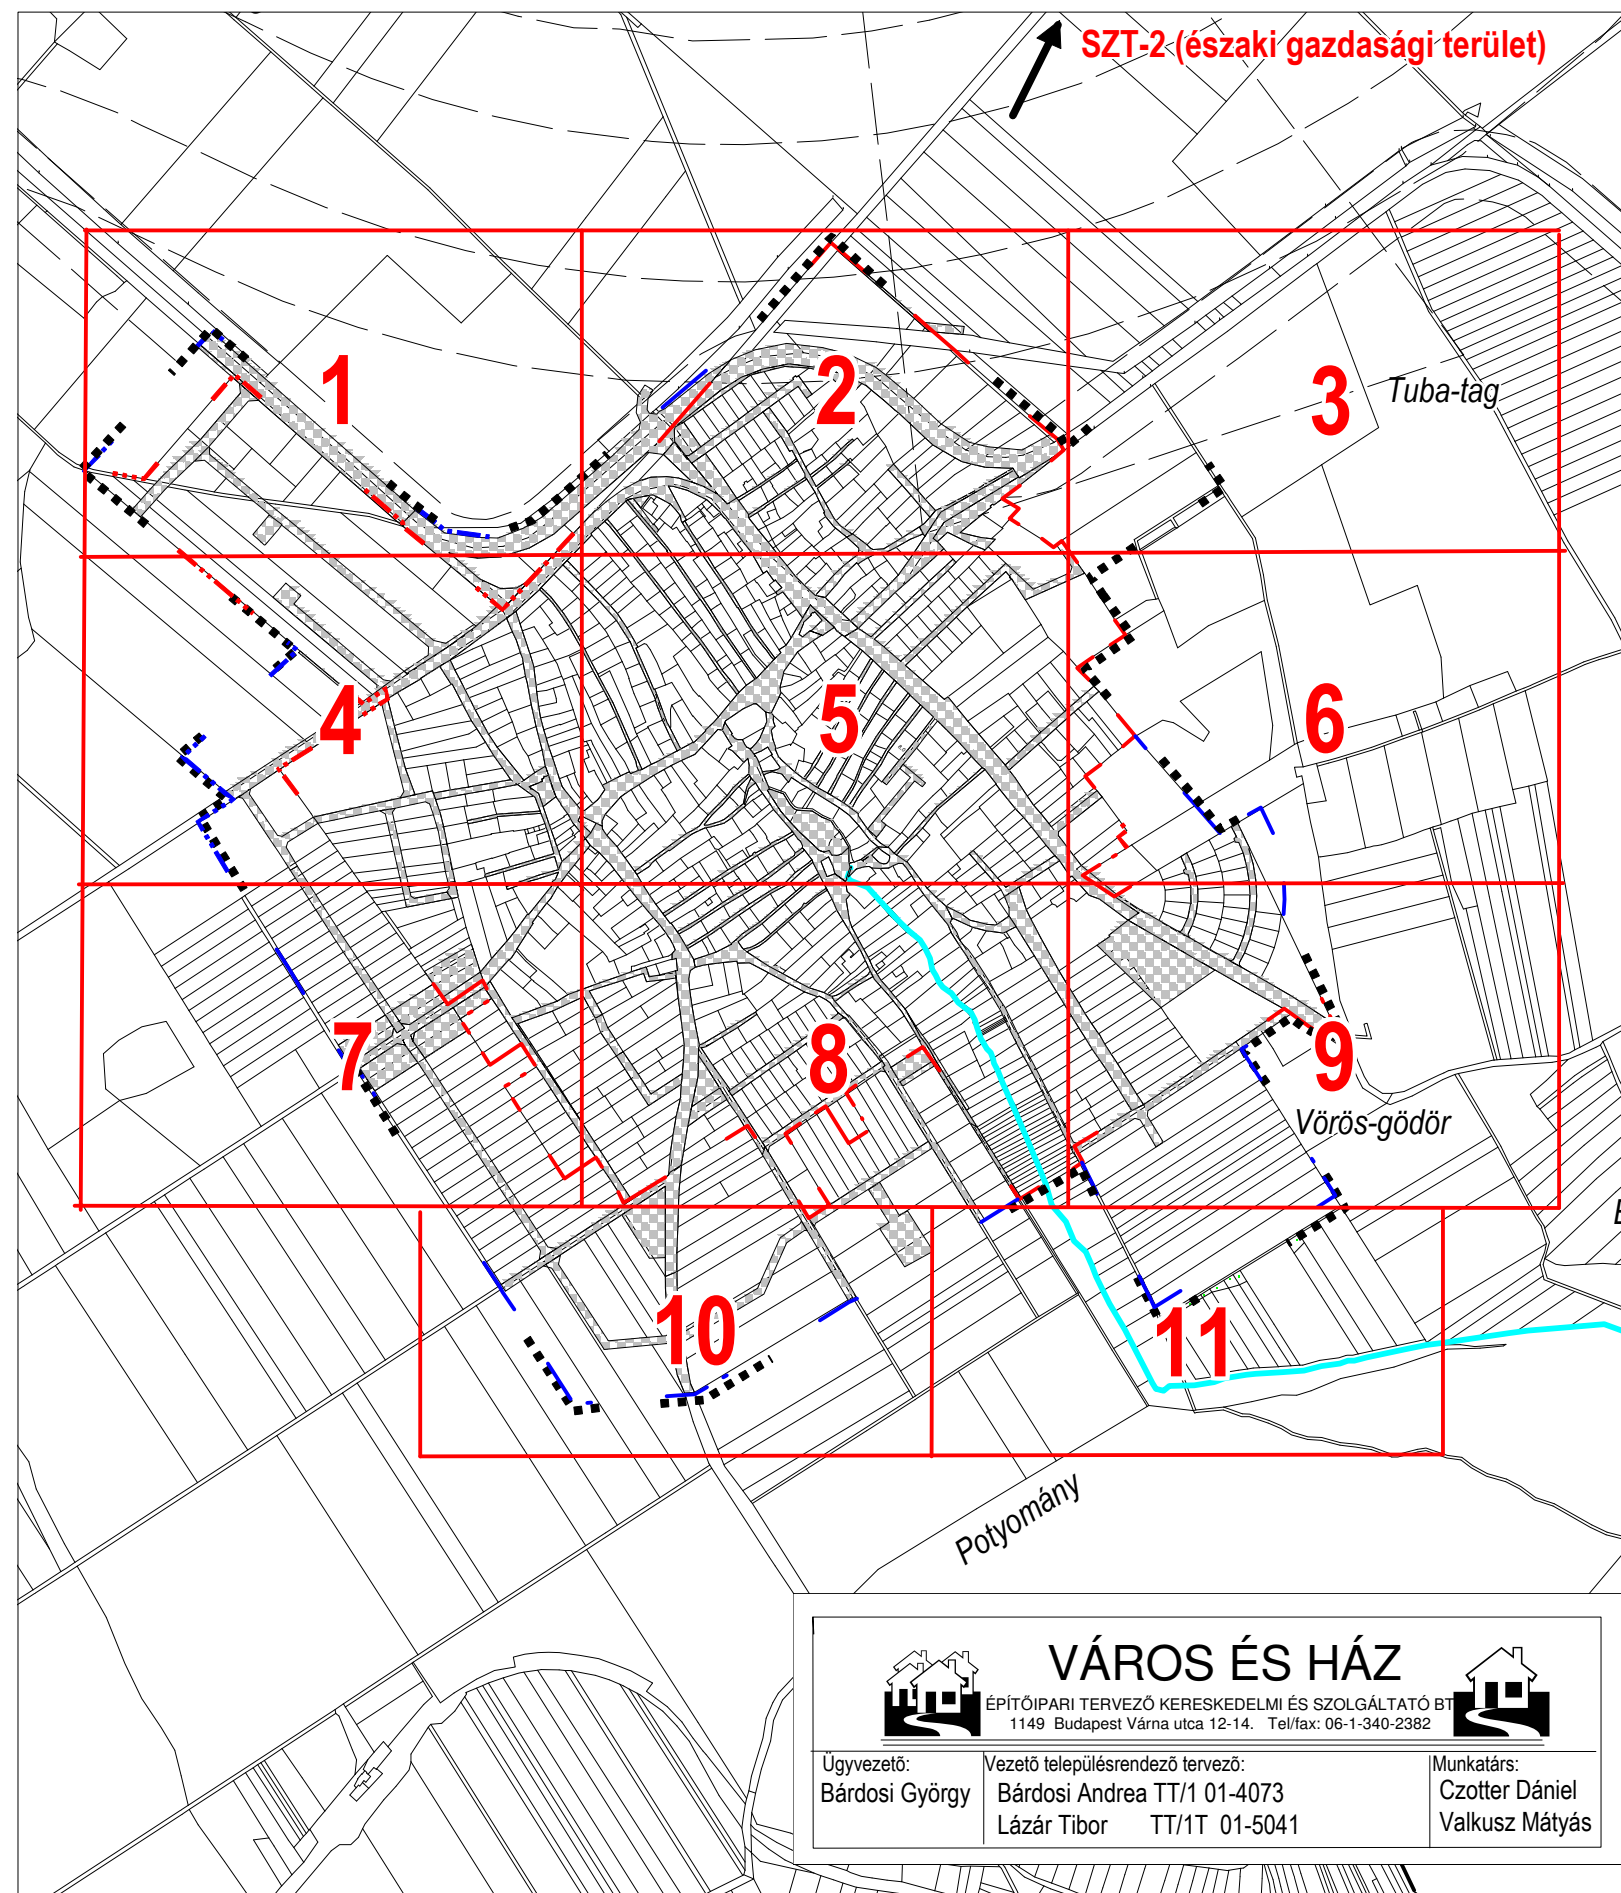 SZT-2 (északi gazdasági terület)
1
2
3
Tuba-tag
4
5
6
7
8
9
Vörös-gödör
10
11
Potyomány
VÁROS ÉS HÁZ
ÉPÍTŐIPARI TERVEZŐ KERESKEDELMI ÉS SZOLGÁLTATÓ BT
1149 Budapest Várna utca 12-14. Tel/fax: 06-1-340-2382
Ügyvezető:
Bárdosi György
Vezető településrendező tervező:
Bárdosi Andrea TT/1 01-4073
Lázár Tibor TT/1T 01-5041
Munkatárs:
Czotter Dániel
Valkusz Mátyás